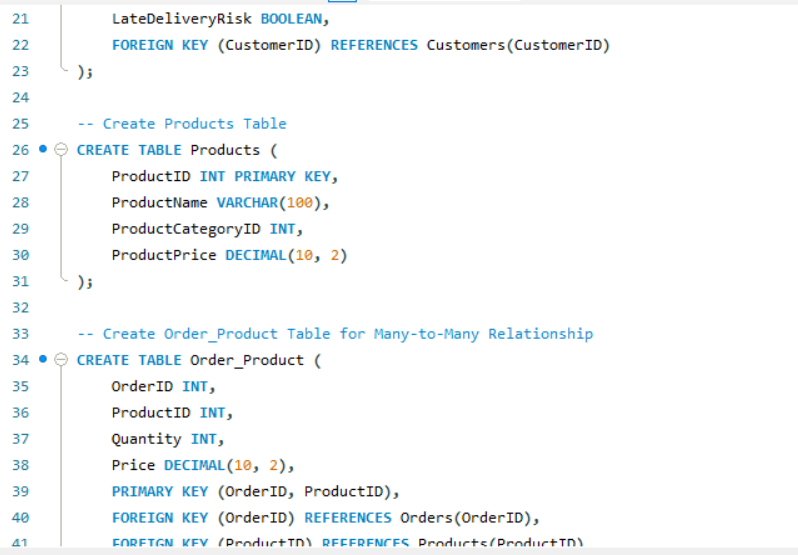 21 LateDeliveryRisk BOOLEAN,
22 FOREIGN KEY (CustomerID) REFERENCES Customers(CustomerID)
23 );
24
25 -- Create Products Table
26 CREATE TABLE Products (
27 ProductID INT PRIMARY KEY,
28 ProductName VARCHAR(100),
29 ProductCategoryID INT,
30 ProductPrice DECIMAL(10, 2)
31 );
32
33 -- Create Order_Product Table for Many-to-Many Relationship
34 CREATE TABLE Order_Product (
35 OrderID INT,
36 ProductID INT,
37 Quantity INT,
38 Price DECIMAL(10, 2),
39 PRIMARY KEY (OrderID, ProductID),
40 FOREIGN KEY (OrderID) REFERENCES Orders(OrderID),
41 FOREIGN KEY (ProductID) REFERENCES Products(ProductID)